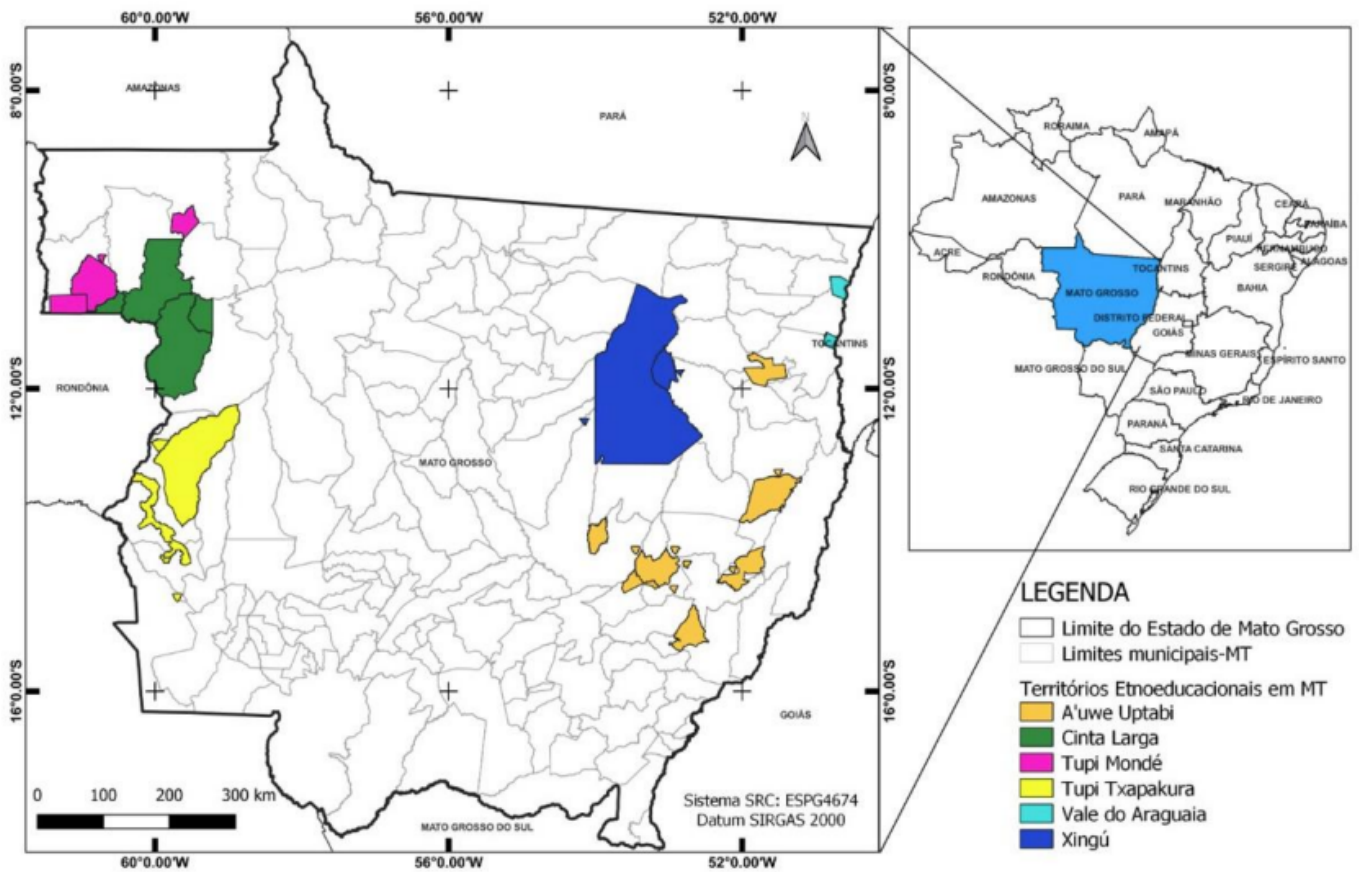 60°0.00'W 56°0.00'W 52°0.00'W
8°0.00'S
12°0.00'S
16°0.00'S
AMAZONAS
PARÁ
N
RONDÔNIA
MATO GROSSO
TOCANTINS
GOIÁS
MATO GROSSO DO SUL
0 100 200 300 km
Sistema SRC: ESPG4674
Datum SIRGAS 2000
60°0.00'W 56°0.00'W 52°0.00'W
8°0.00'S
12°0.00'S
16°0.00'S
RORAIMA
AMAPÁ
AMAZONAS
PARÁ
MARANHÃO
CEARÁ
PARAÍBA
PIAUÍ
PERNAMBUCO
ACRE
RONDÔNIA
TOCANTINS
SERGIPE
ALAGOAS
MATO GROSSO
BAHIA
DISTRITO FEDERAL
GOIÁS
MINAS GERAIS
ESPÍRITO SANTO
MATO GROSSO DO SUL
SÃO PAULO
RIO DE JANEIRO
PARANÁ
SANTA CATARINA
RIO GRANDE DO SUL
LEGENDA
Limite do Estado de Mato Grosso
Limites municipais-MT
Territórios Etnoeducacionais em MT
A'uwe Uptabi
Cinta Larga
Tupi Mondé
Tupi Txapakura
Vale do Araguaia
Xingú